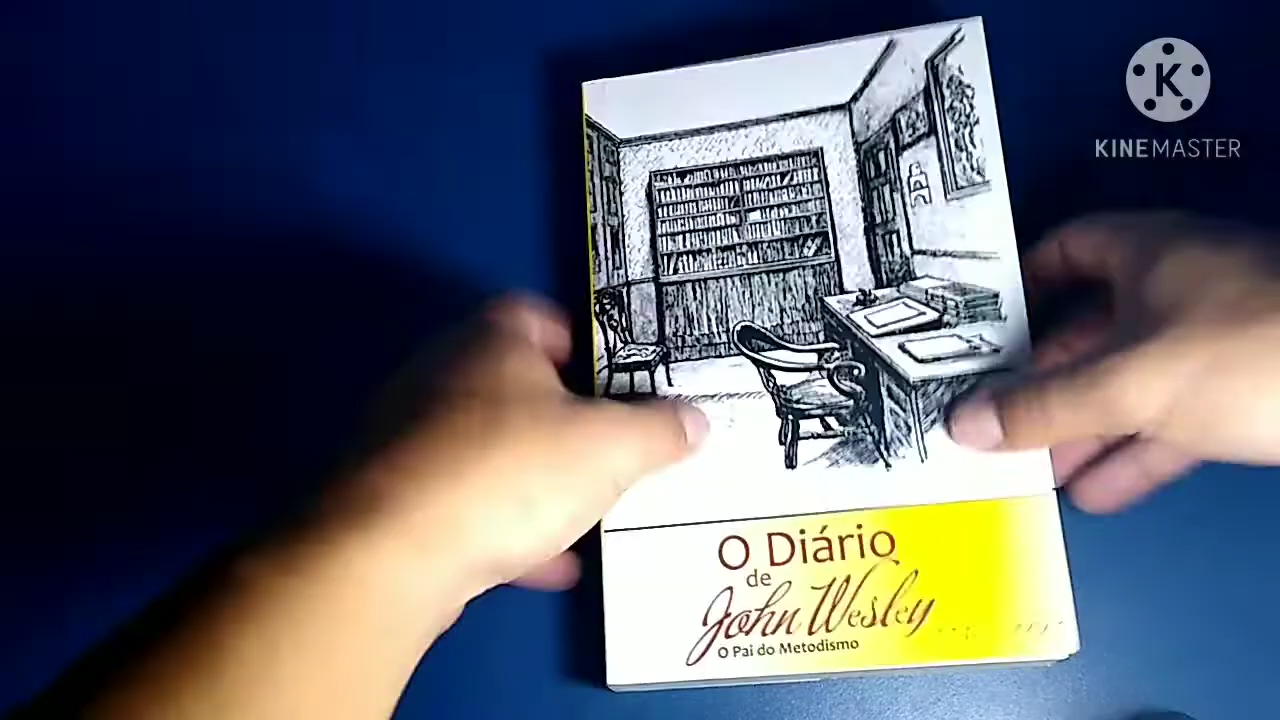 K
KINEMASTER
O Diário
de
John Wesley
O Pai do Metodismo